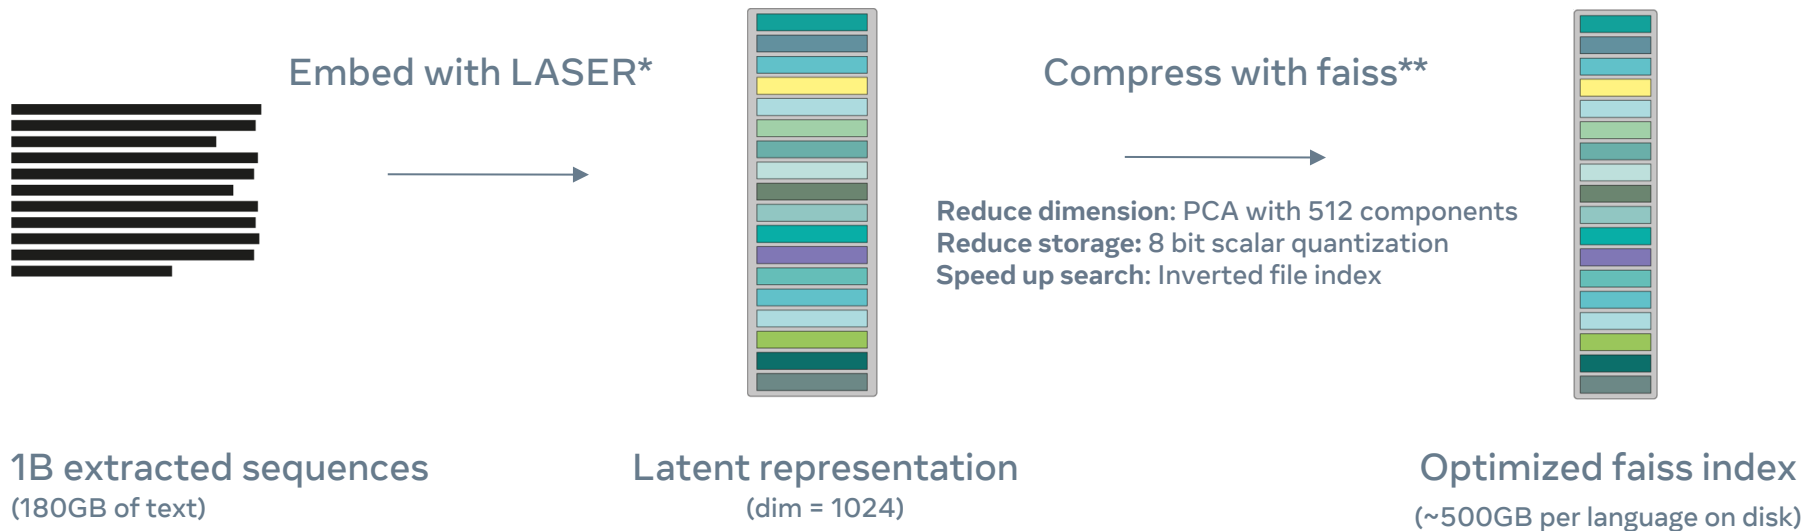 Embed with LASER*
Compress with faiss**
Reduce dimension: PCA with 512 components
Reduce storage: 8 bit scalar quantization
Speed up search: Inverted file index
1B extracted sequences
(180GB of text)
Latent representation
(dim = 1024)
Optimized faiss index
(~500GB per language on disk)